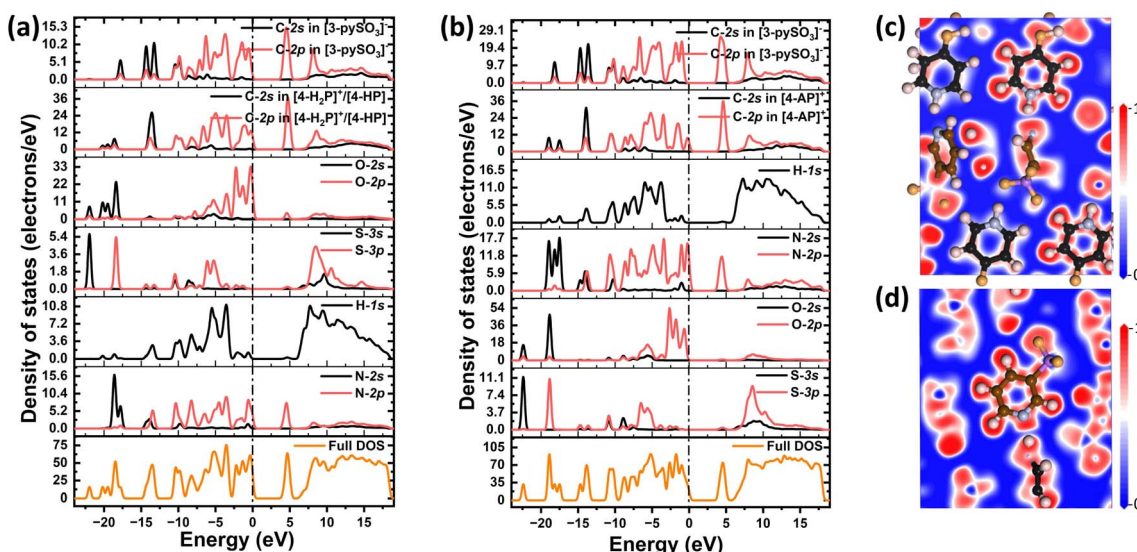 (a)
Density of states (electrons/eV)
15.3
10.2
5.1
0.0
C-2s in [3-pySO₃]⁻
C-2p in [3-pySO₃]⁻
36
24
12
0
C-2s in [4-H₂P]⁺/[4-HP]
C-2p in [4-H₂P]⁺/[4-HP]
33
22
11
0
O-2s
O-2p
5.4
3.6
1.8
0.0
S-3s
S-3p
10.8
7.2
3.6
0.0
H-1s
15.6
10.4
5.2
0.0
N-2s
N-2p
75
50
25
0
Full DOS
−20 −15 −10 −5 0 5 10 15
Energy (eV)
(b)
Density of states (electrons/eV)
29.1
19.4
9.7
0.0
C-2s in [3-pySO₃]⁻
C-2p in [3-pySO₃]⁻
36
24
12
0
C-2s in [4-AP]⁺
C-2p in [4-AP]⁺
13.5
9.0
4.5
0.0
H-1s
17.7
11.8
5.9
0.0
N-2s
N-2p
54
36
18
0
O-2s
O-2p
11.1
7.4
3.7
0.0
S-3s
S-3p
105
70
35
0
Full DOS
−20 −15 −10 −5 0 5 10 15
Energy (eV)
(c)
(d)